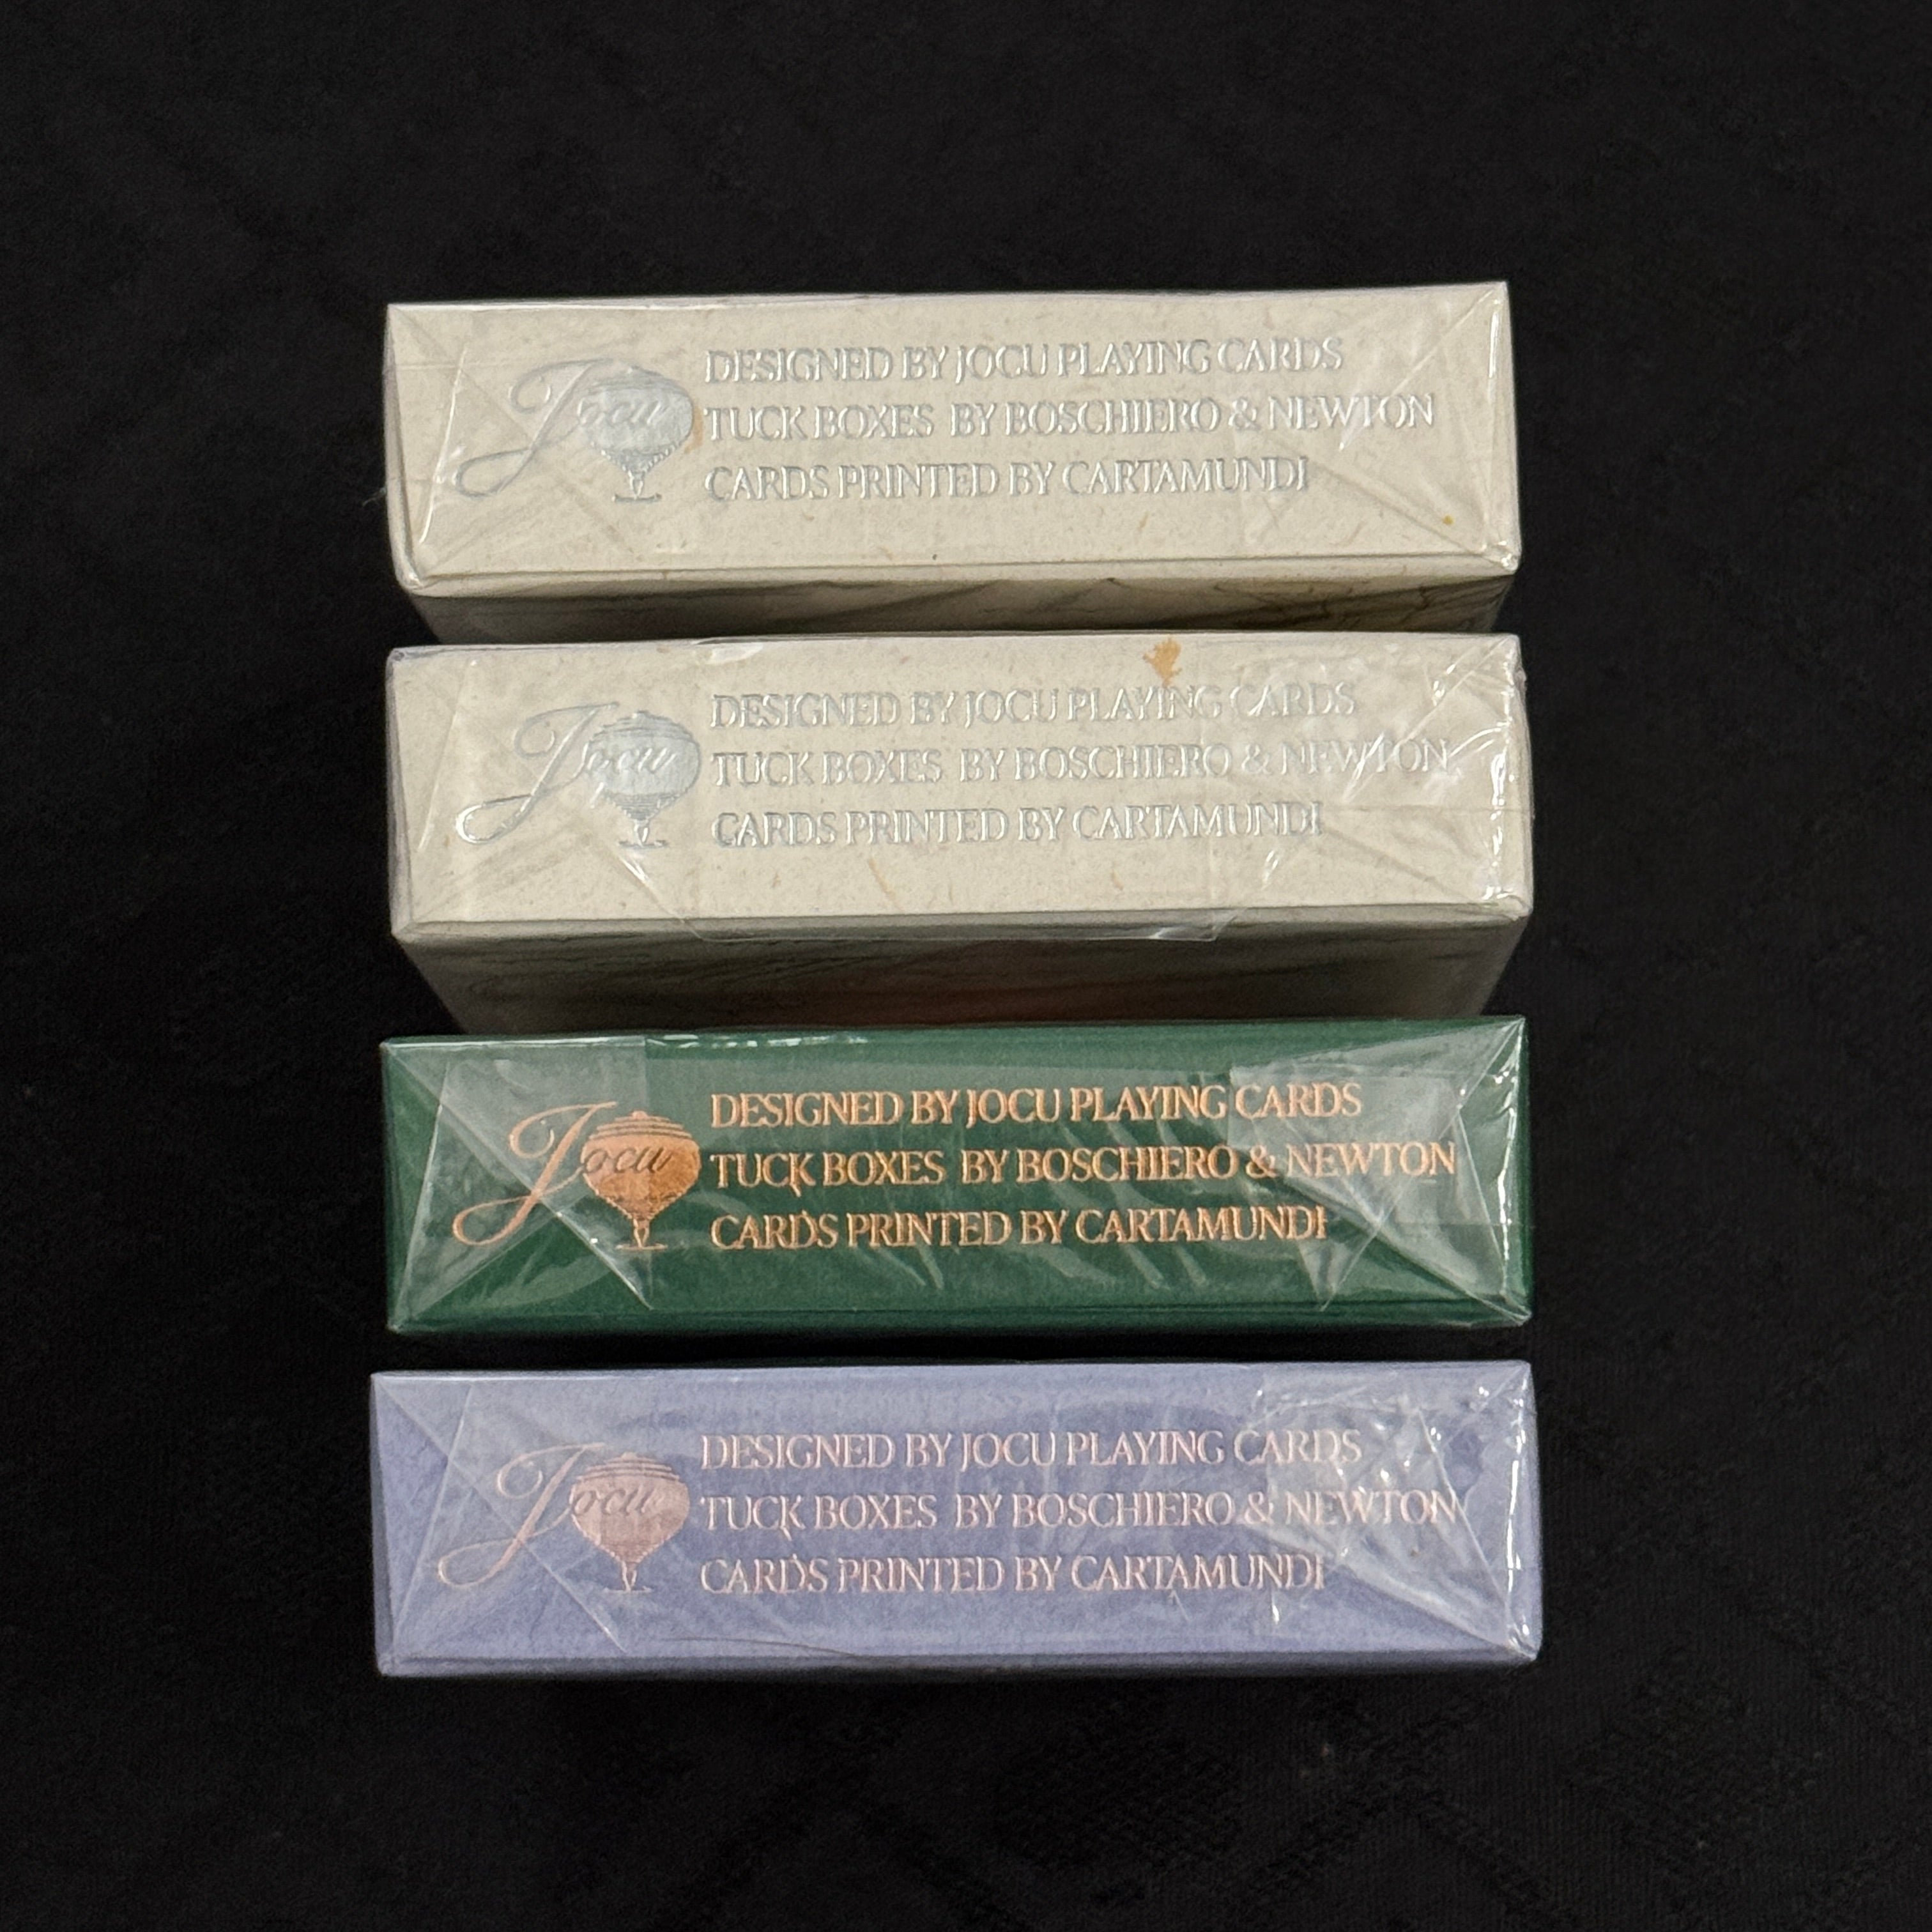 Jocu
DESIGNED BY JOCU PLAYING CARDS
TUCK BOXES BY BOSCHIERO & NEWTON
CARDS PRINTED BY CARTAMUNDI
Jocu
DESIGNED BY JOCU PLAYING CARDS
TUCK BOXES BY BOSCHIERO & NEWTON
CARDS PRINTED BY CARTAMUNDI
Jocu
DESIGNED BY JOCU PLAYING CARDS
TUCK BOXES BY BOSCHIERO & NEWTON
CARDS PRINTED BY CARTAMUNDI
Jocu
DESIGNED BY JOCU PLAYING CARDS
TUCK BOXES BY BOSCHIERO & NEWTON
CARDS PRINTED BY CARTAMUNDI